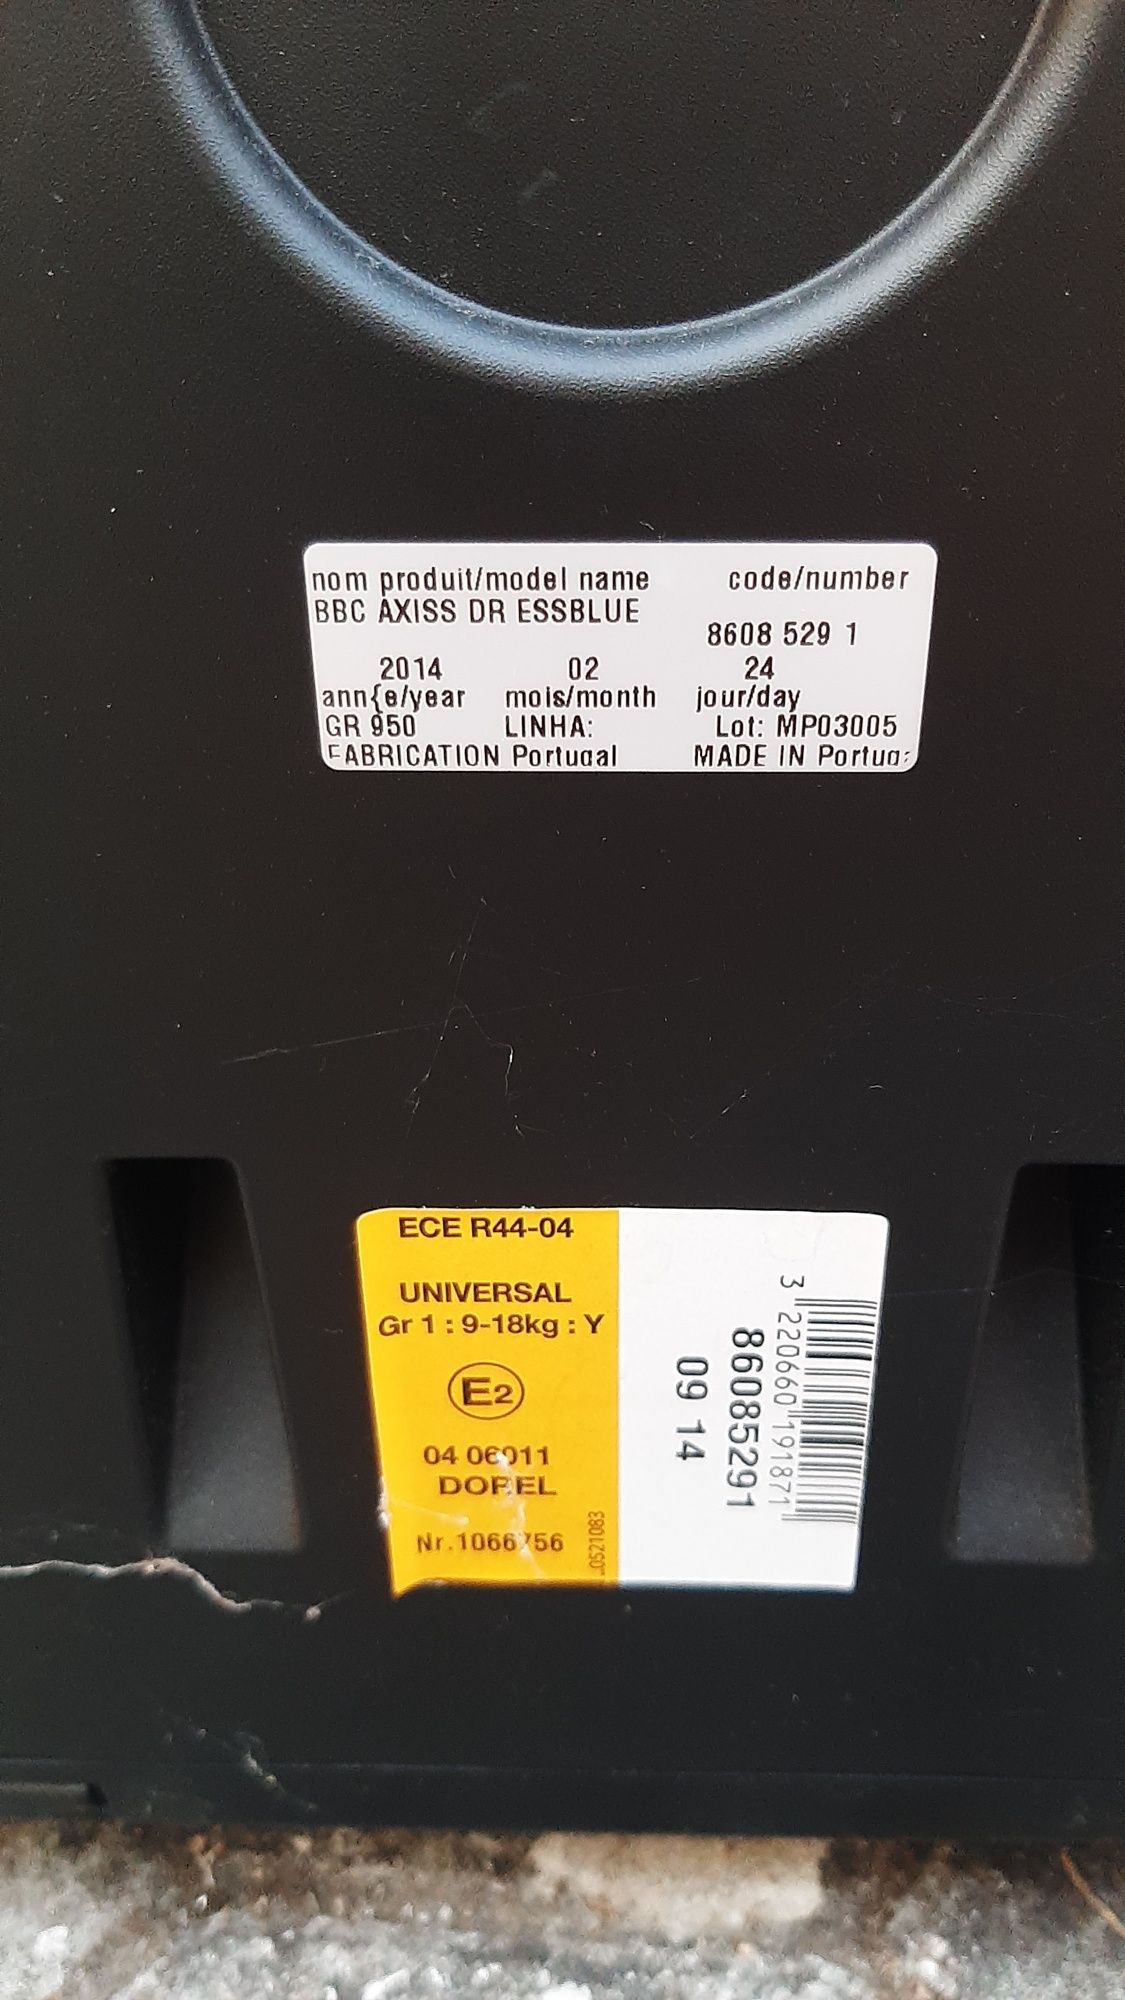 nom produit/model name code/number
BBC AXISS DR ESSBLUE
8608 529 1
2014 02 24
ann{e/year mois/month jour/day
GR 950 LINHA: Lot: MP03005
FABRICATION Portugal MADE IN
ECE R44-04
UNIVERSAL
Gr 1 : 9-18kg : Y
E2
04 06011
DOREL
Nr.1066756
0521083
3 220660 191871
86085291
09 14